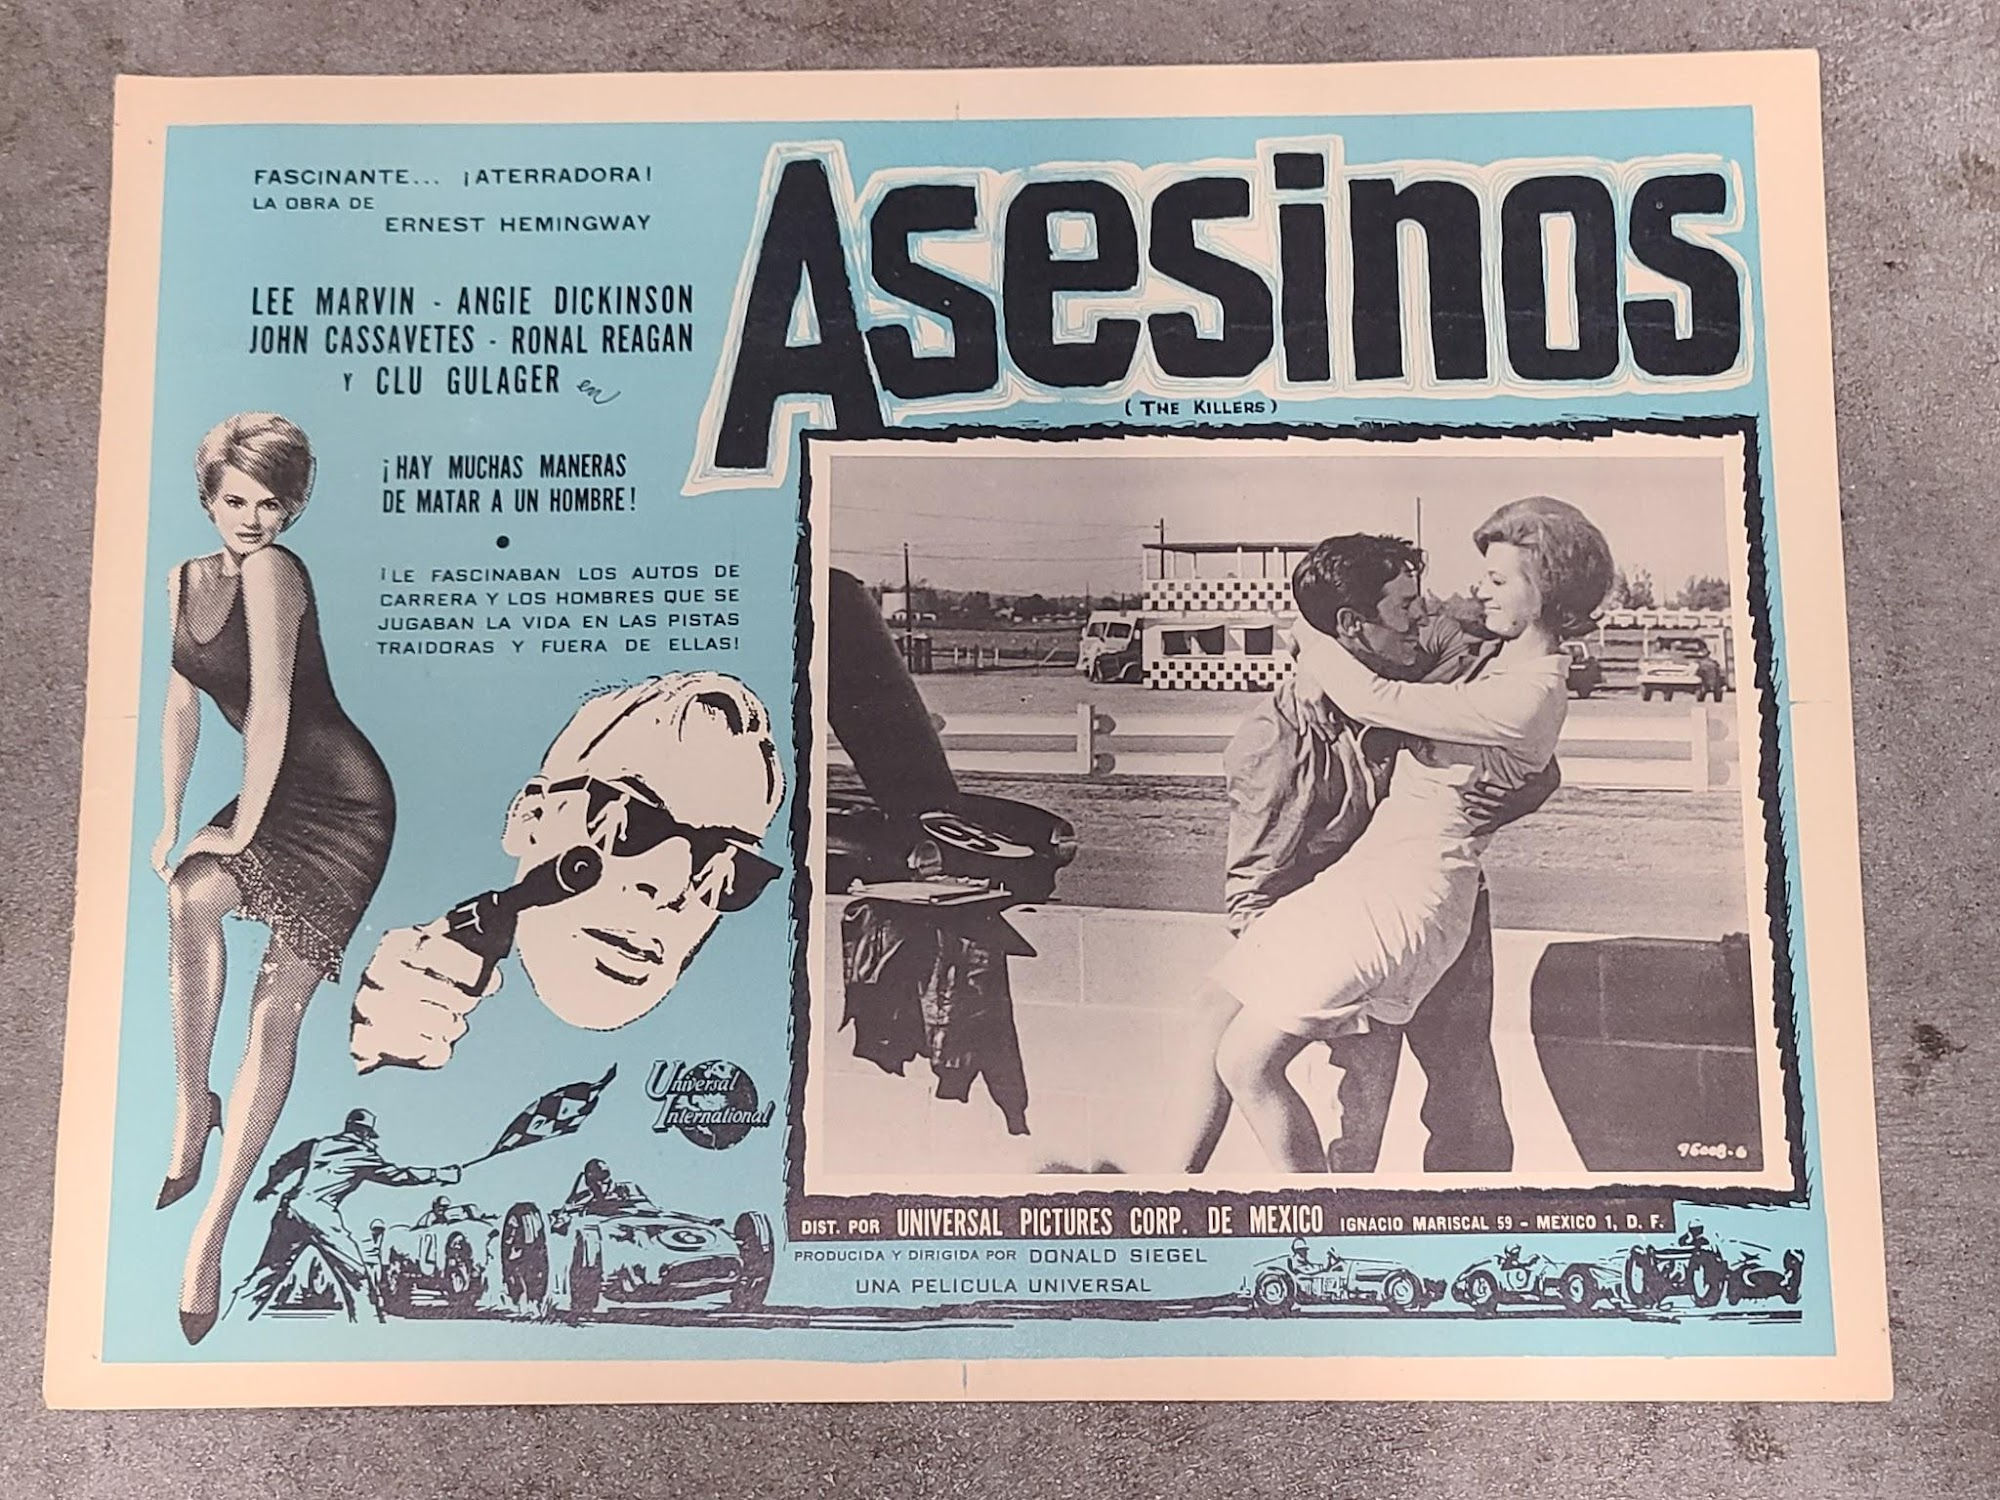 FASCINANTE... ¡ATERRADORA!
LA OBRA DE
ERNEST HEMINGWAY
LEE MARVIN - ANGIE DICKINSON
JOHN CASSAVETES - RONAL REAGAN
Y CLU GULAGER en
Asesinos
(THE KILLERS)
¡HAY MUCHAS MANERAS
DE MATAR A UN HOMBRE!
¡LE FASCINABAN LOS AUTOS DE
CARRERA Y LOS HOMBRES QUE SE
JUGABAN LA VIDA EN LAS PISTAS
TRAIDORAS Y FUERA DE ELLAS!
Universal
International
6
DIST. POR UNIVERSAL PICTURES CORP. DE MEXICO IGNACIO MARISCAL 59 - MEXICO 1, D. F.
PRODUCIDA Y DIRIGIDA POR DONALD SIEGEL
UNA PELICULA UNIVERSAL